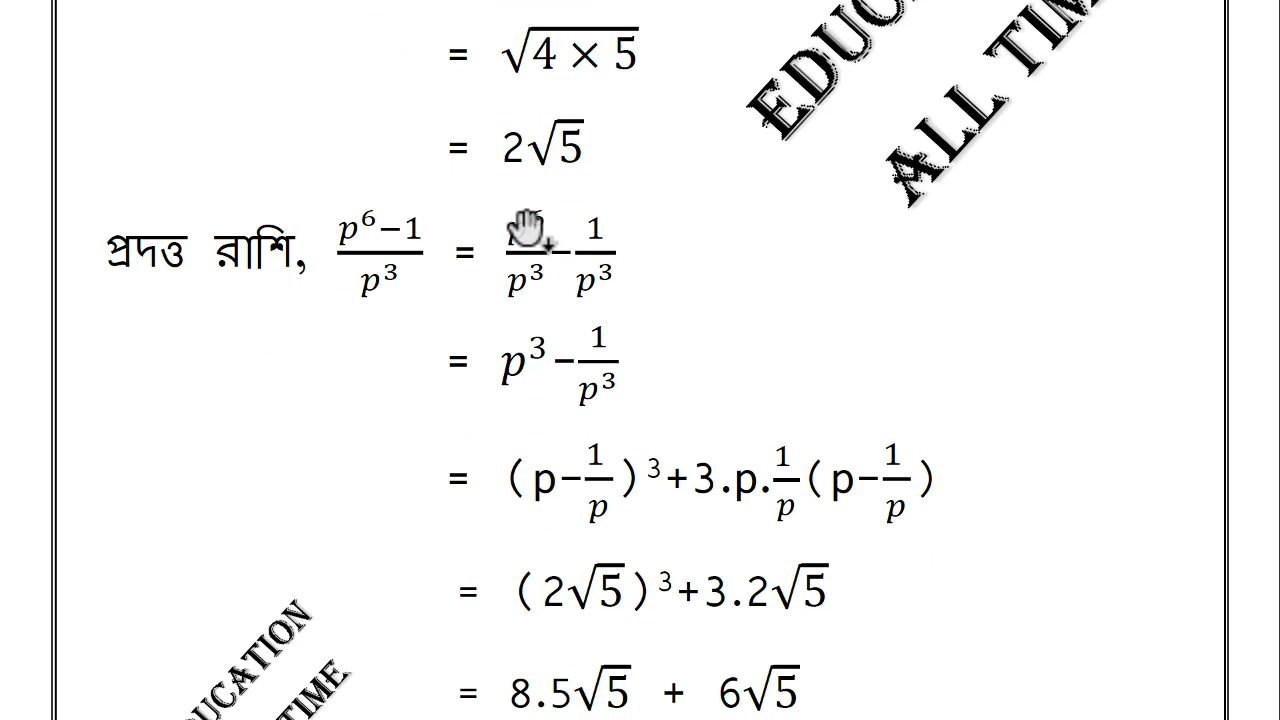 = √(4 × 5)
EDUC
ALL TIM
= 2√5
প্রদত্ত রাশি, (p⁶−1)/p³ = /p³ − 1/p³
= p³ − 1/p³
= (p−1/p)³+3.p.1/p(p−1/p)
= (2√5)³+3.2√5
= 8.5√5 + 6√5
UCATION
TIME